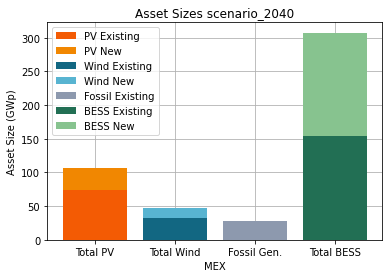 Asset Sizes scenario_2040
PV Existing
PV New
Wind Existing
Wind New
Fossil Existing
BESS Existing
BESS New
Asset Size (GWp)
300
250
200
150
100
50
0
Total PV
Total Wind
Fossil Gen.
Total BESS
MEX